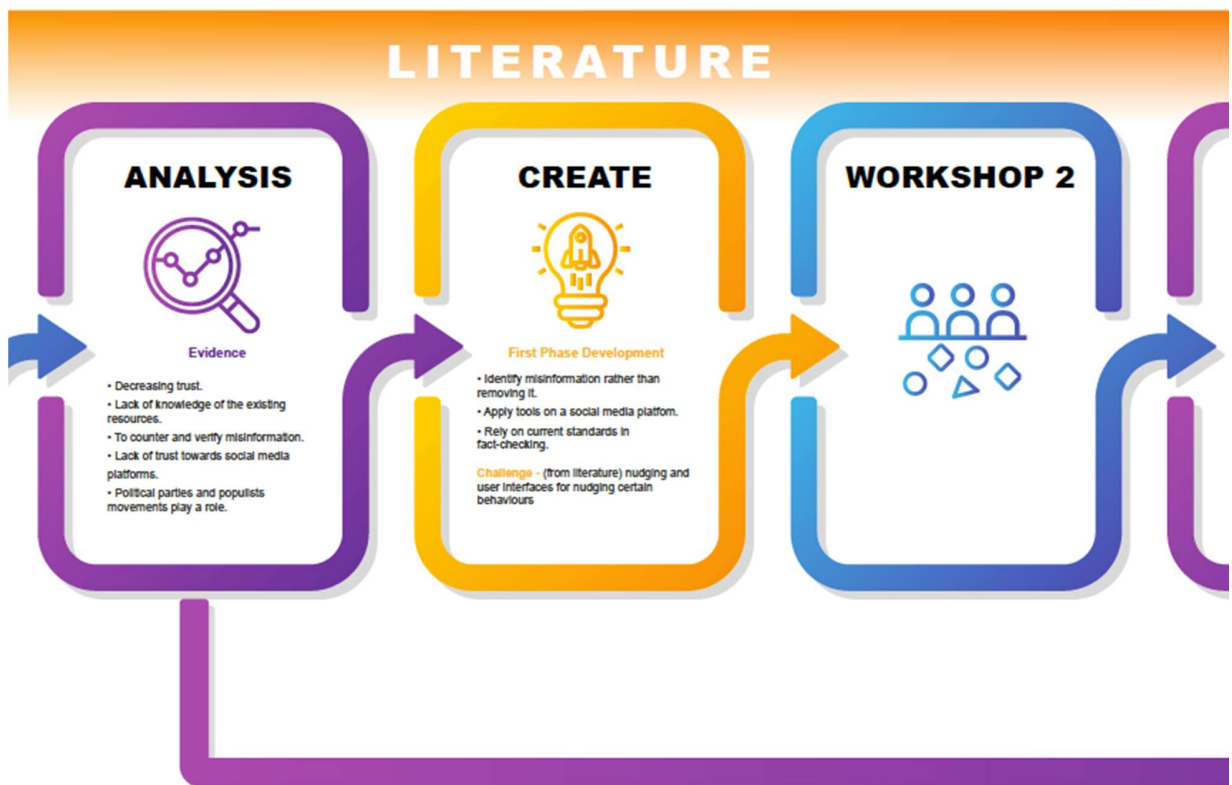 LITERATURE
ANALYSIS
Evidence
• Decreasing trust.
• Lack of knowledge of the existing
resources.
• To counter and verify misinformation.
• Lack of trust towards social media
platforms.
• Political parties and populists
movements play a role.
CREATE
First Phase Development
• Identify misinformation rather than
removing it.
• Apply tools on a social media platfom.
• Rely on current standards in
fact-checking.
Challenge - (from literature) nudging and
user interfaces for nudging certain
behaviours
WORKSHOP 2